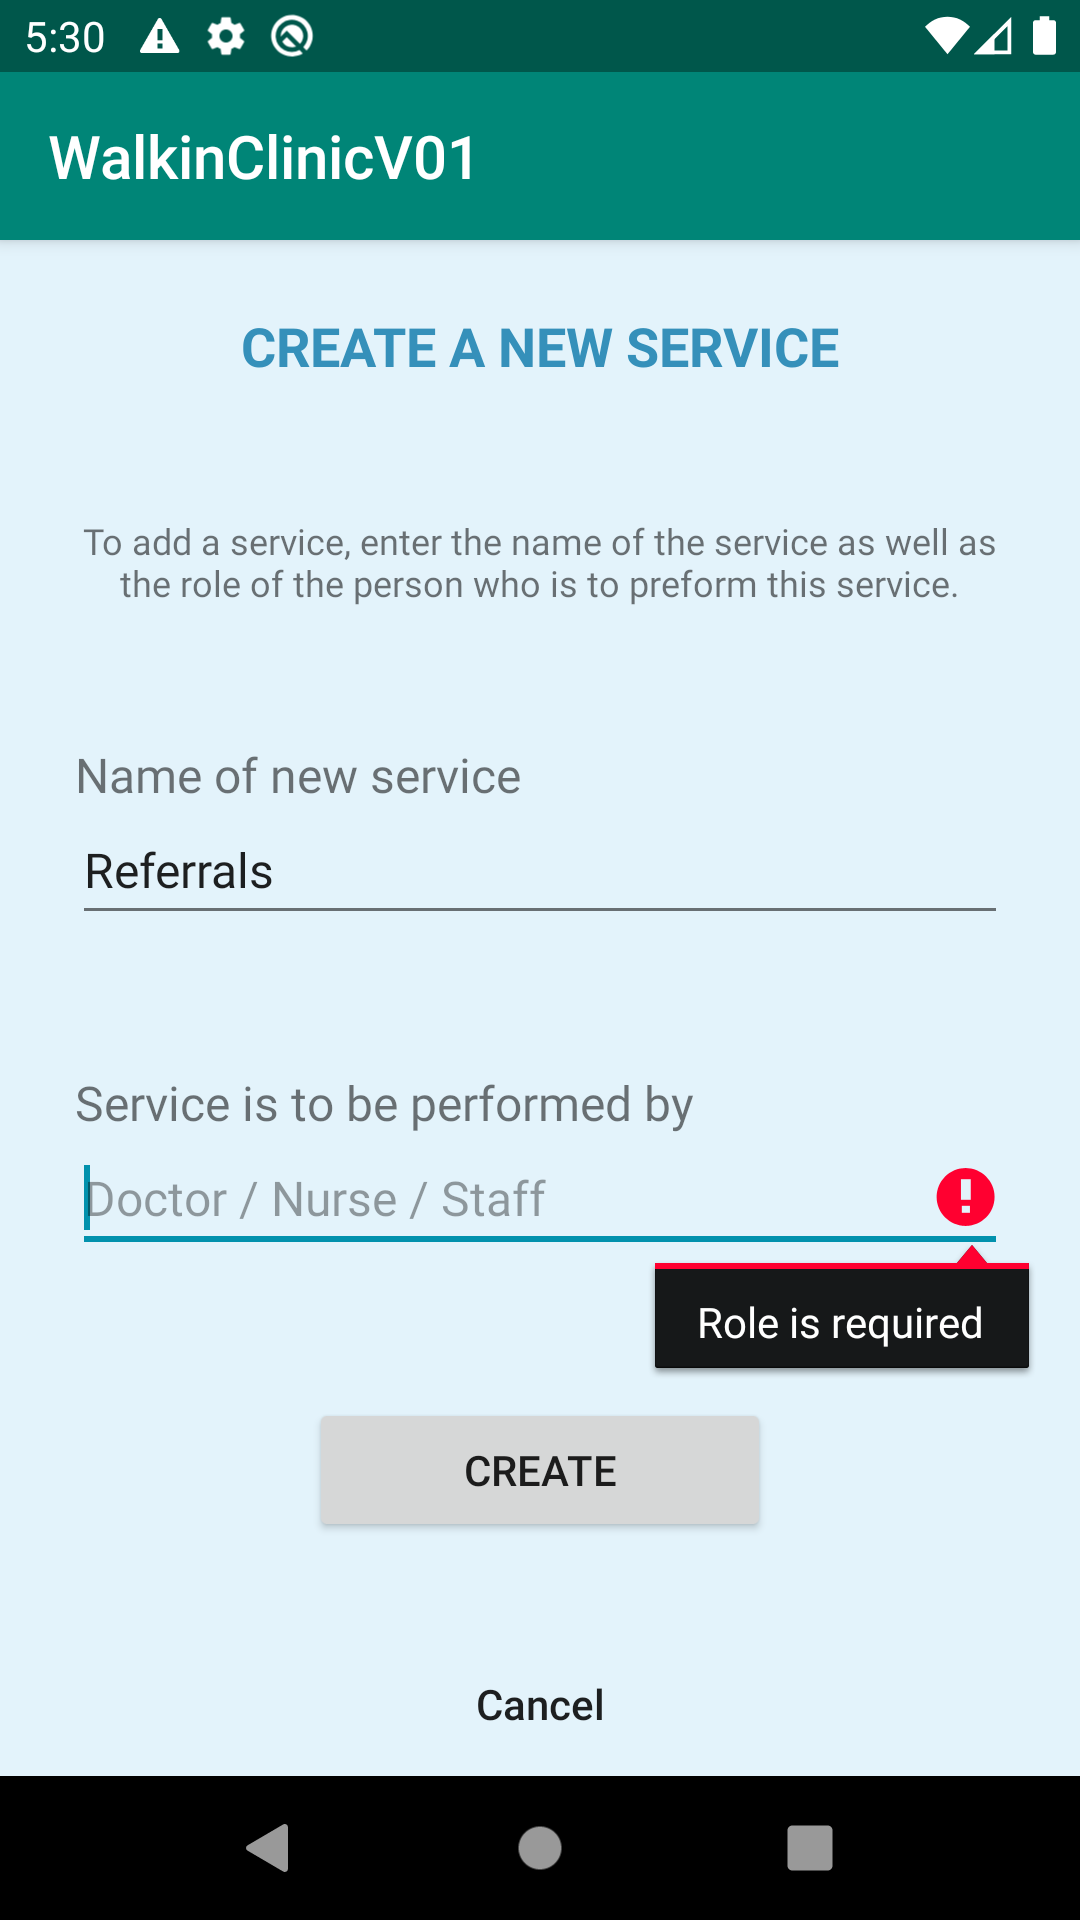 5:30
WalkinClinicV01
CREATE A NEW SERVICE
To add a service, enter the name of the service as well as
the role of the person who is to preform this service.
Name of new service
Referrals
Service is to be performed by
Doctor / Nurse / Staff
Role is required
CREATE
Cancel